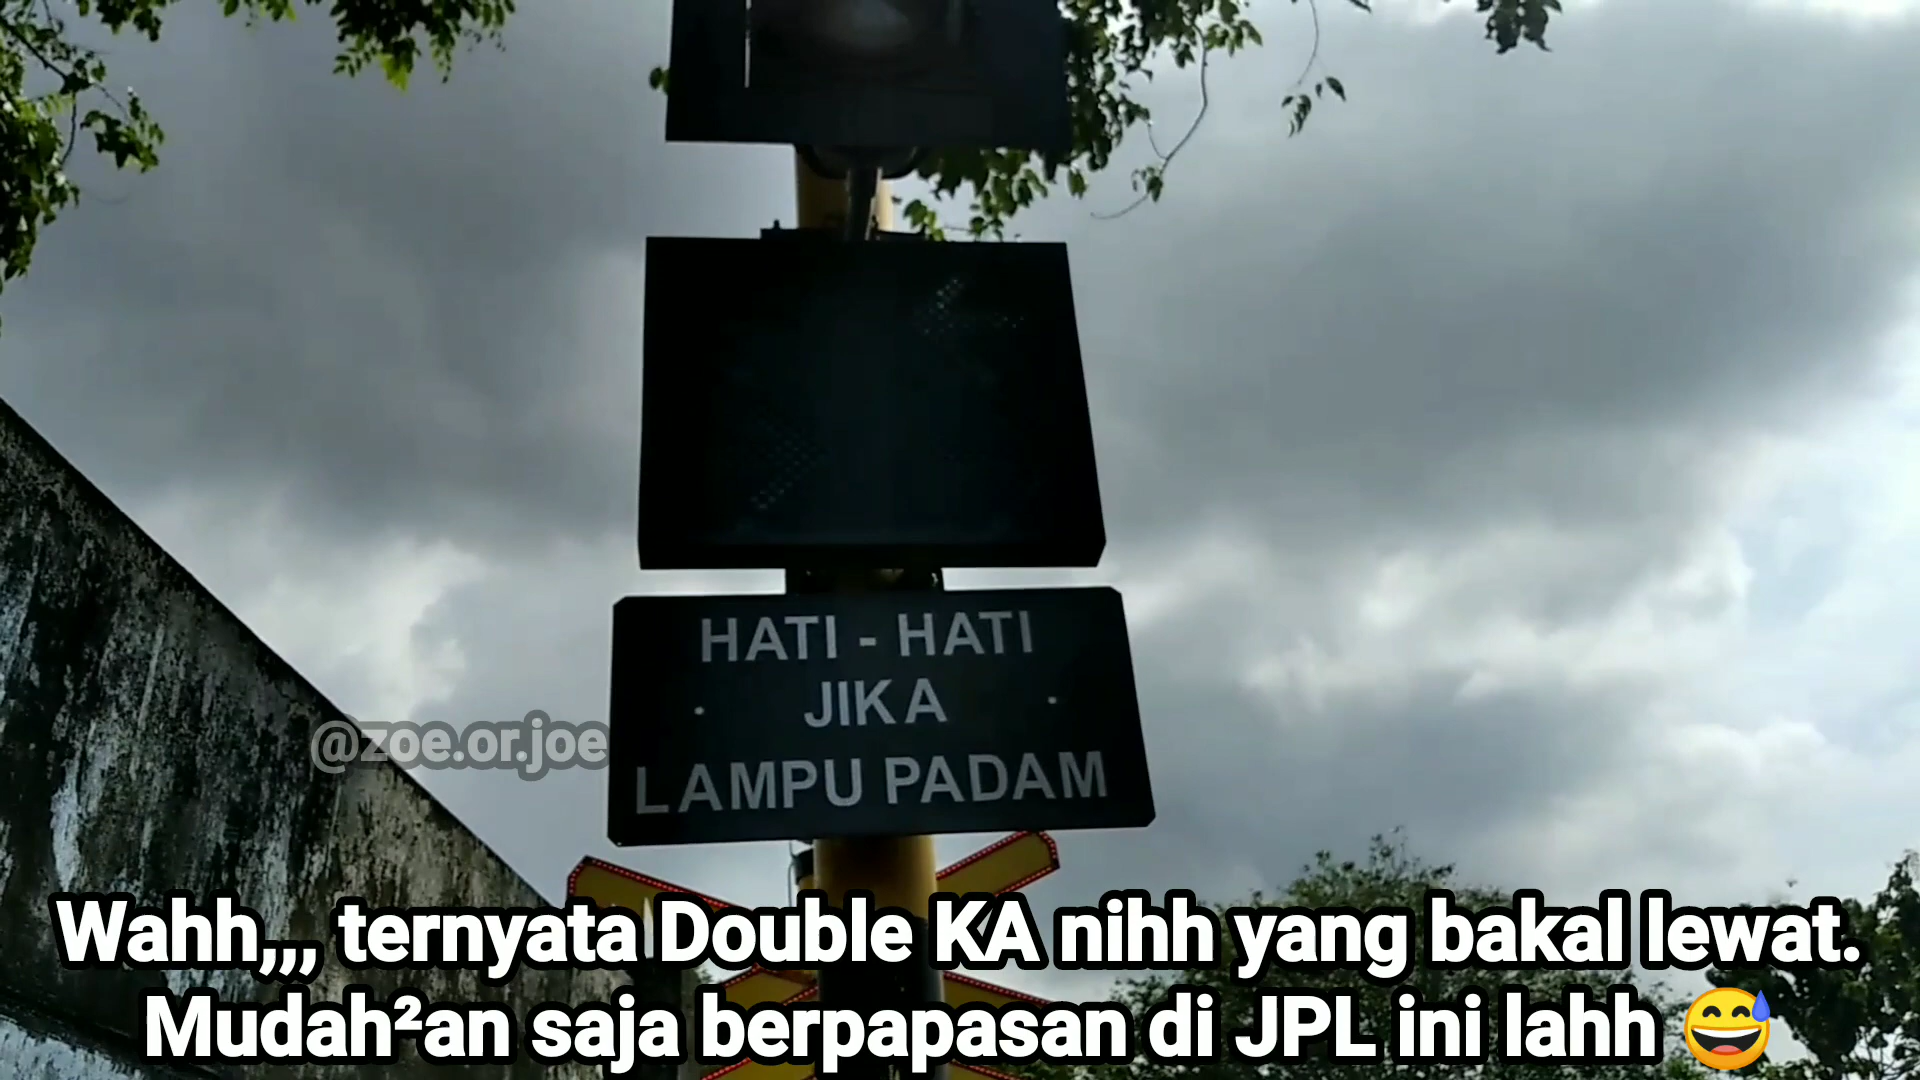 HATI - HATI
JIKA
LAMPU PADAM
@zoe.or.joe
Wahh,,, ternyata Double KA nihh yang bakal lewat.
Mudah²an saja berpapasan di JPL ini lahh 😅